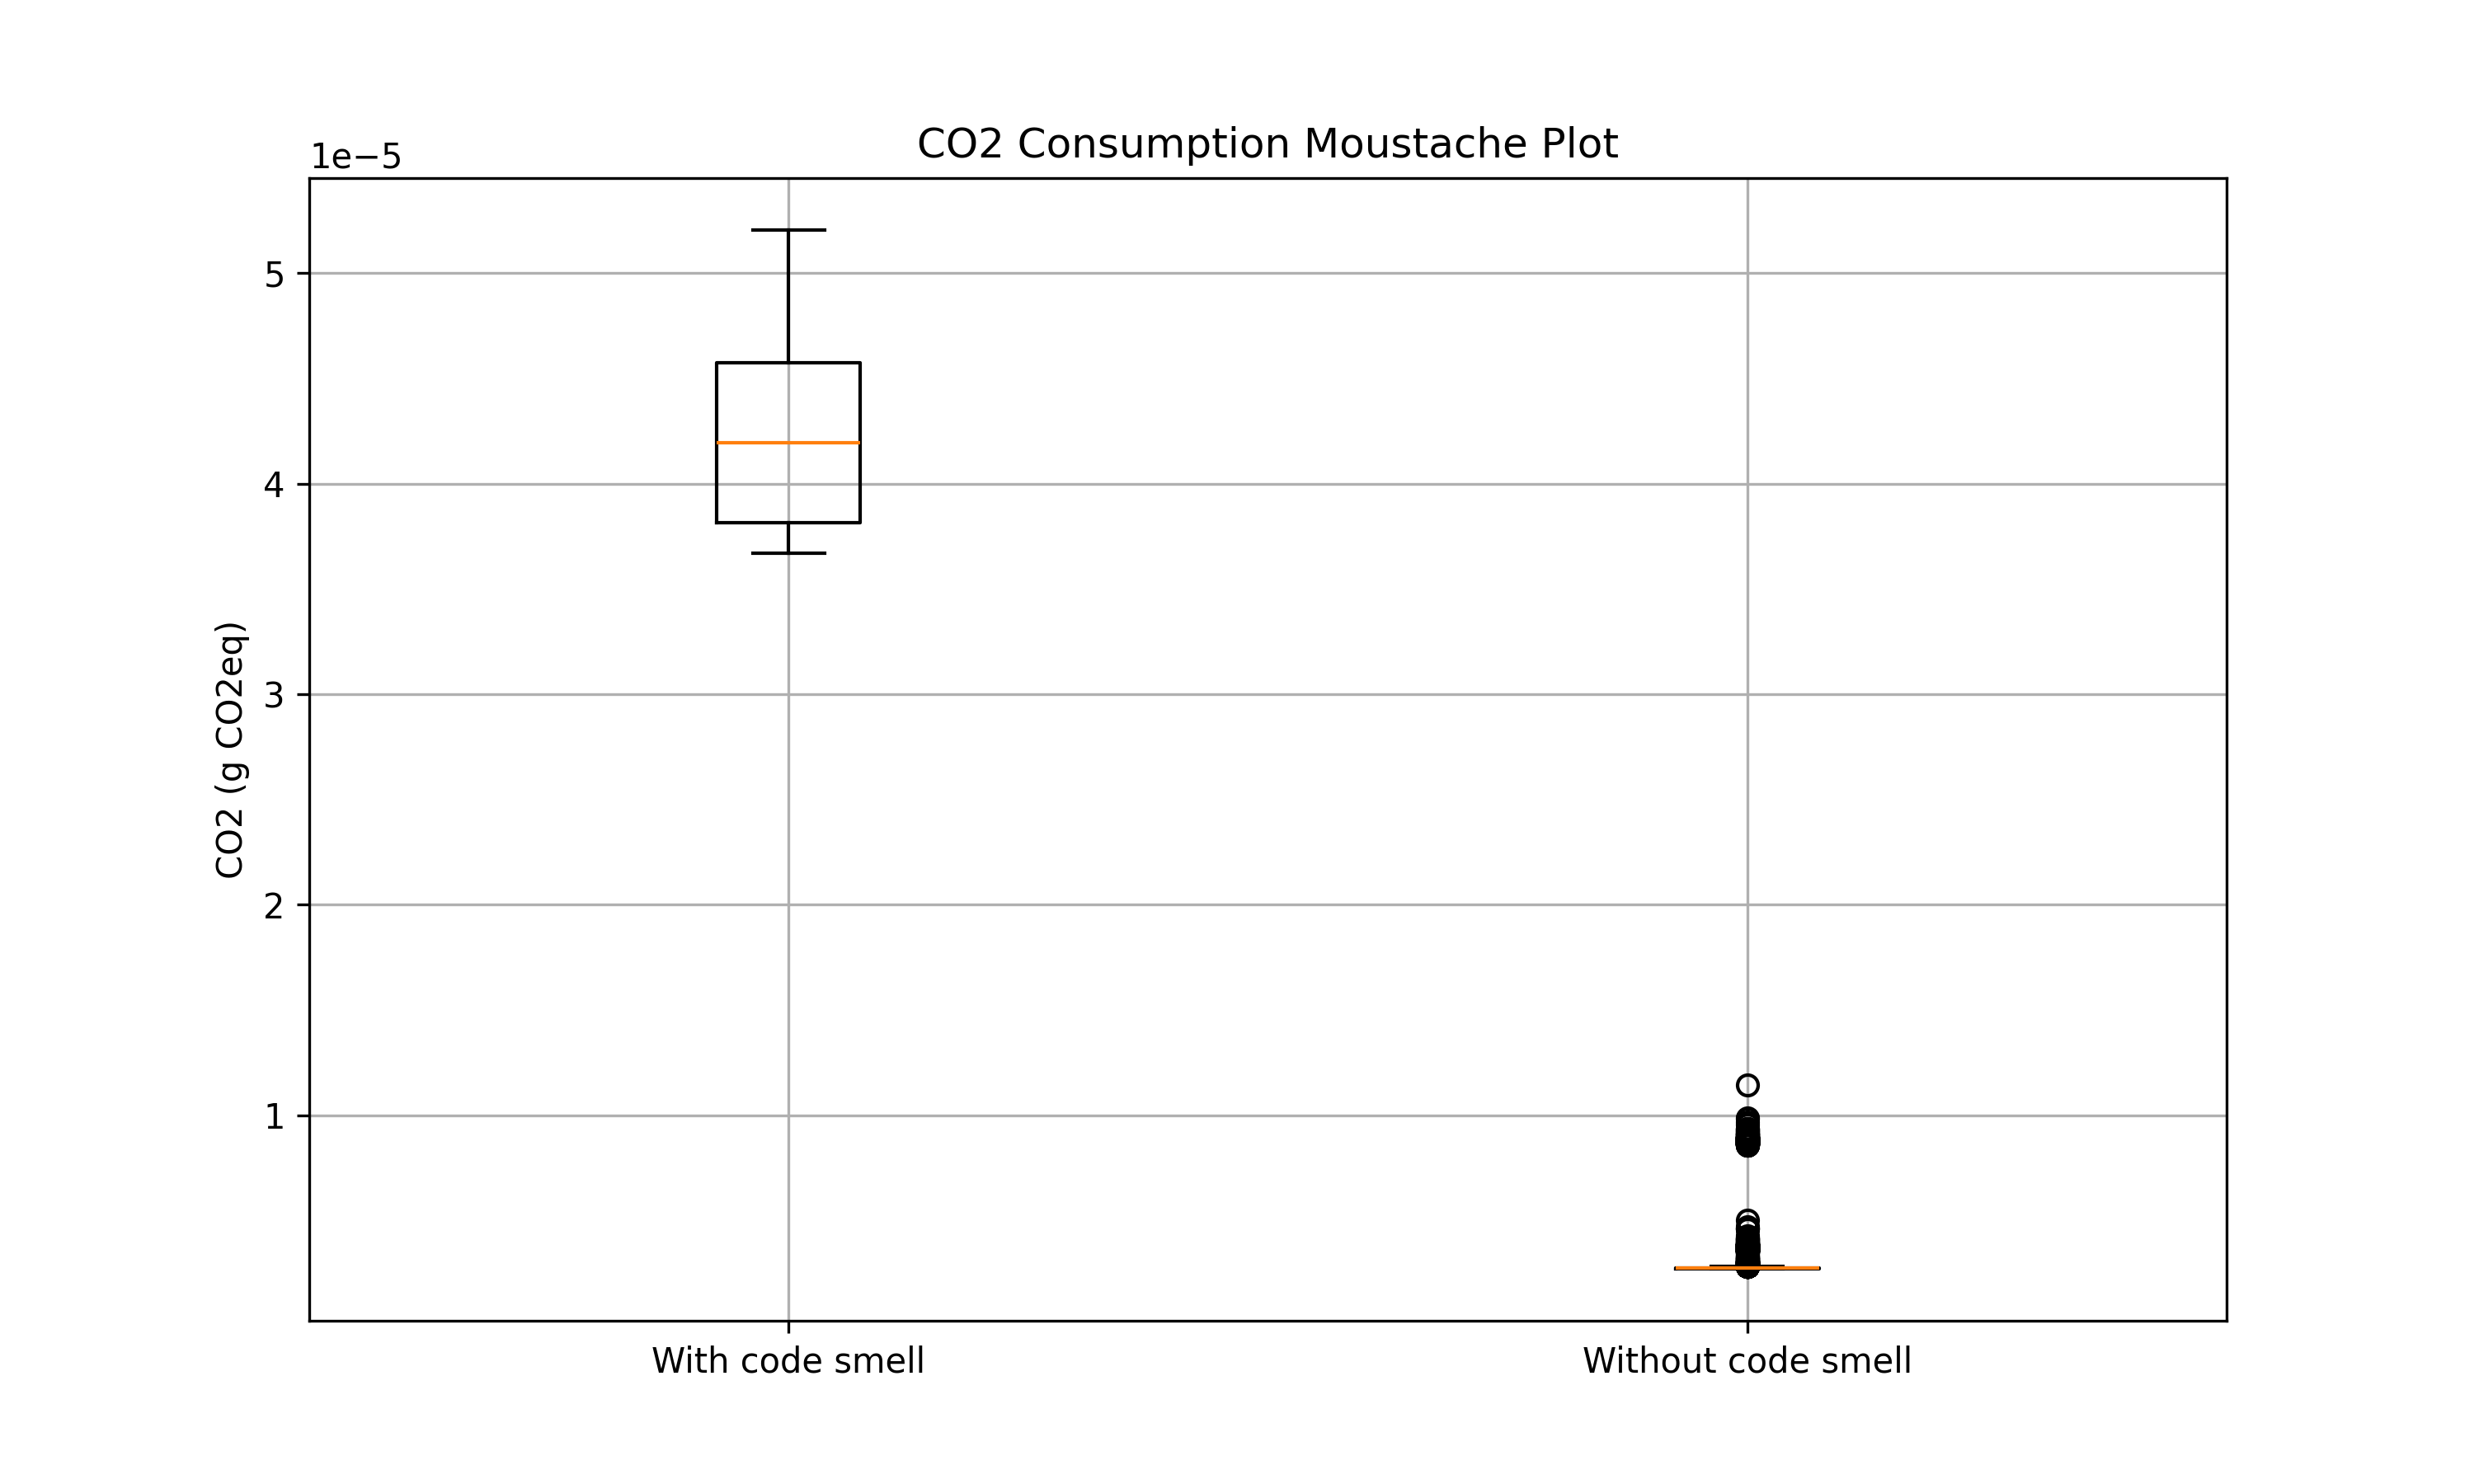 CO2 Consumption Moustache Plot
1e−5
5
4
3
2
1
CO2 (g CO2eq)
With code smell
Without code smell